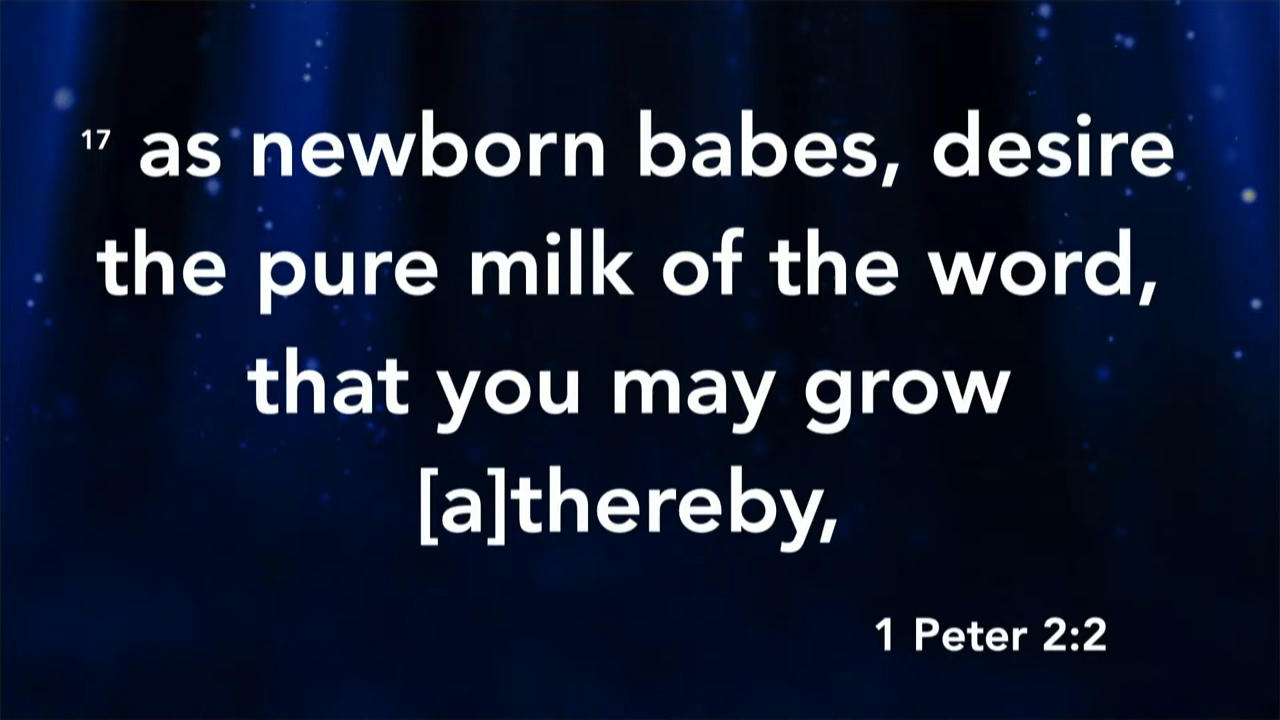 17 as newborn babes, desire
the pure milk of the word,
that you may grow
[a]thereby,
1 Peter 2:2